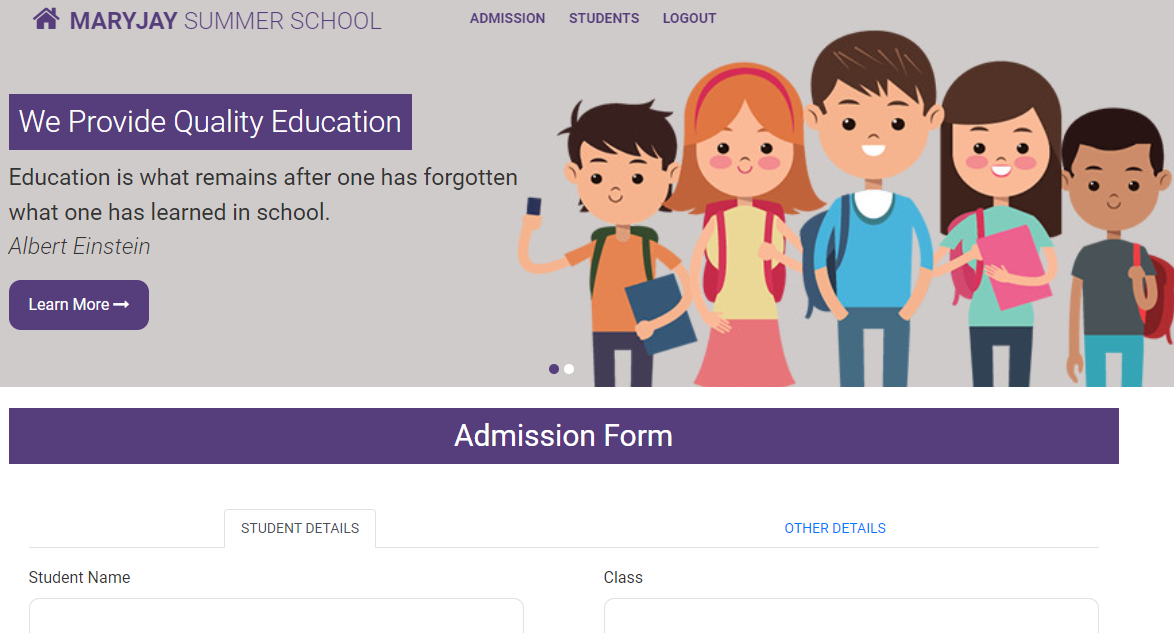 MARYJAY SUMMER SCHOOL
ADMISSION STUDENTS LOGOUT
We Provide Quality Education
Education is what remains after one has forgotten
what one has learned in school.
Albert Einstein
Learn More
Admission Form
STUDENT DETAILS
OTHER DETAILS
Student Name
Class